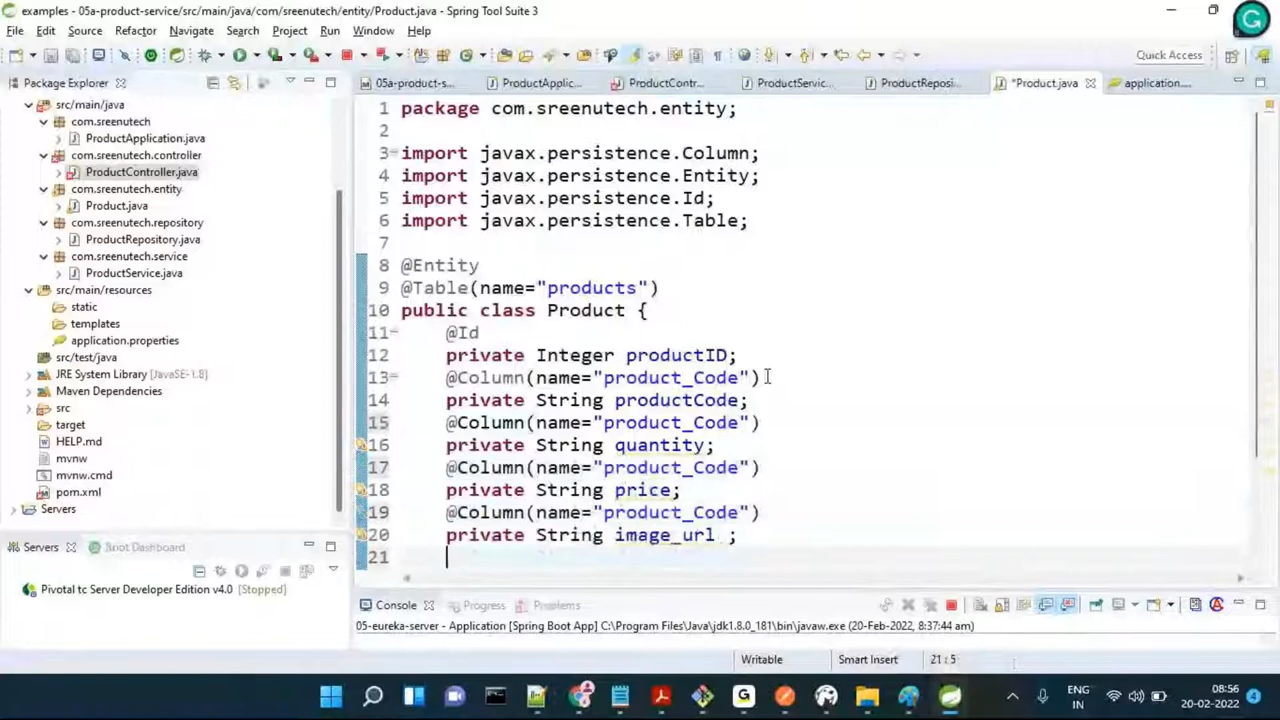 examples - 05a-product-service/src/main/java/com/sreenutech/entity/Product.java - Spring Tool Suite 3
File Edit Source Refactor Navigate Search Project Run Window Help
Quick Access
Package Explorer
05a-product-s... ProductApplic... ProductContr... ProductServic... ProductReposi... *Product.java application....
src/main/java
com.sreenutech
ProductApplication.java
com.sreenutech.controller
ProductController.java
com.sreenutech.entity
Product.java
com.sreenutech.repository
ProductRepository.java
com.sreenutech.service
ProductService.java
src/main/resources
static
templates
application.properties
src/test/java
JRE System Library [JavaSE-1.8]
Maven Dependencies
src
target
HELP.md
mvnw
mvnw.cmd
pom.xml
Servers
1 package com.sreenutech.entity;
2
3 import javax.persistence.Column;
4 import javax.persistence.Entity;
5 import javax.persistence.Id;
6 import javax.persistence.Table;
7
8 @Entity
9 @Table(name="products")
10 public class Product {
11 @Id
12 private Integer productID;
13 @Column(name="product_Code")
14 private String productCode;
15 @Column(name="product_Code")
16 private String quantity;
17 @Column(name="product_Code")
18 private String price;
19 @Column(name="product_Code")
20 private String image_url ;
21
Servers Boot Dashboard
Pivotal tc Server Developer Edition v4.0 [Stopped]
Console Progress Problems
05-eureka-server - Application [Spring Boot App] C:\Program Files\Java\jdk1.8.0_181\bin\javaw.exe (20-Feb-2022, 8:37:44 am)
Writable Smart Insert 21 : 5
ENG
IN
08:56
20-02-2022